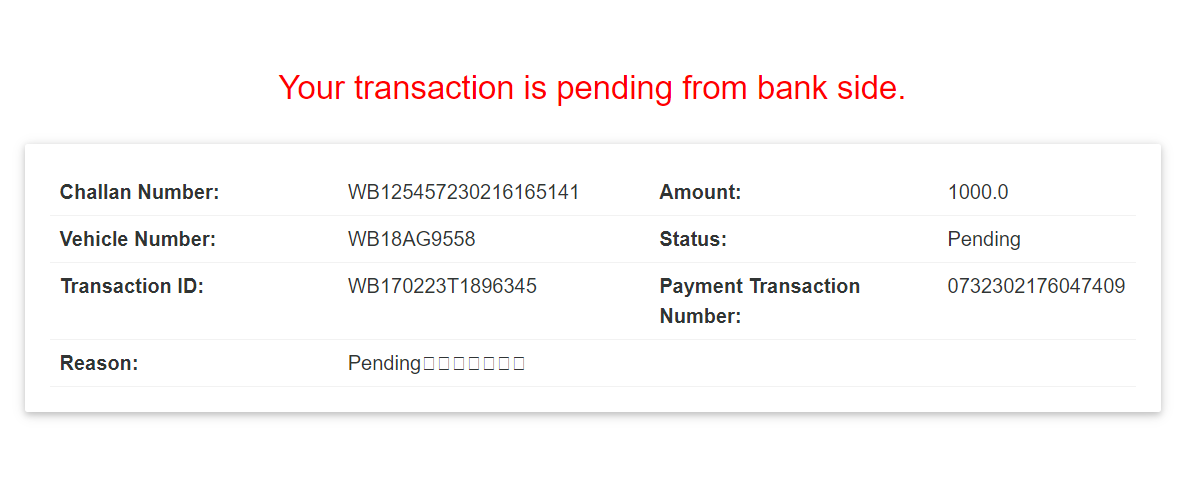 Your transaction is pending from bank side.
Challan Number: WB125457230216165141 Amount: 1000.0
Vehicle Number: WB18AG9558 Status: Pending
Transaction ID: WB170223T1896345 Payment Transaction Number: 0732302176047409
Reason: Pending□□□□□□□